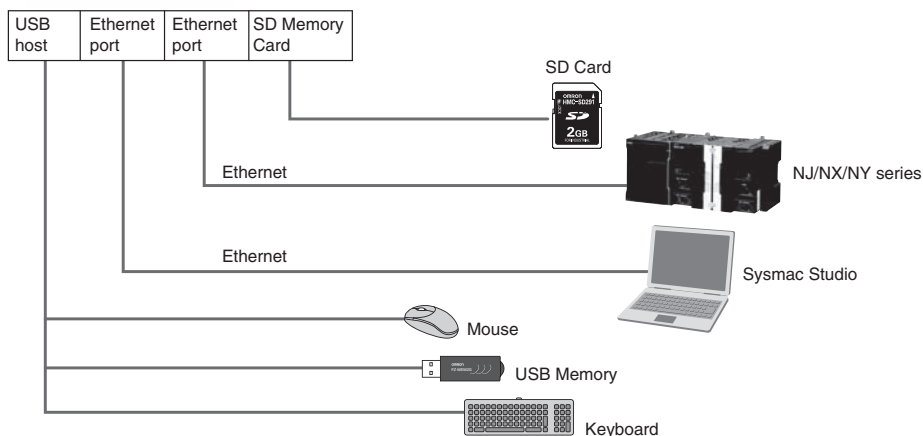 USB host
Ethernet port
Ethernet port
SD Memory Card
SD Card
OMRON
HMC-SD291
SD
2GB
NJ/NX/NY series
Ethernet
Ethernet
Sysmac Studio
Mouse
OMRON
USB Memory
Keyboard